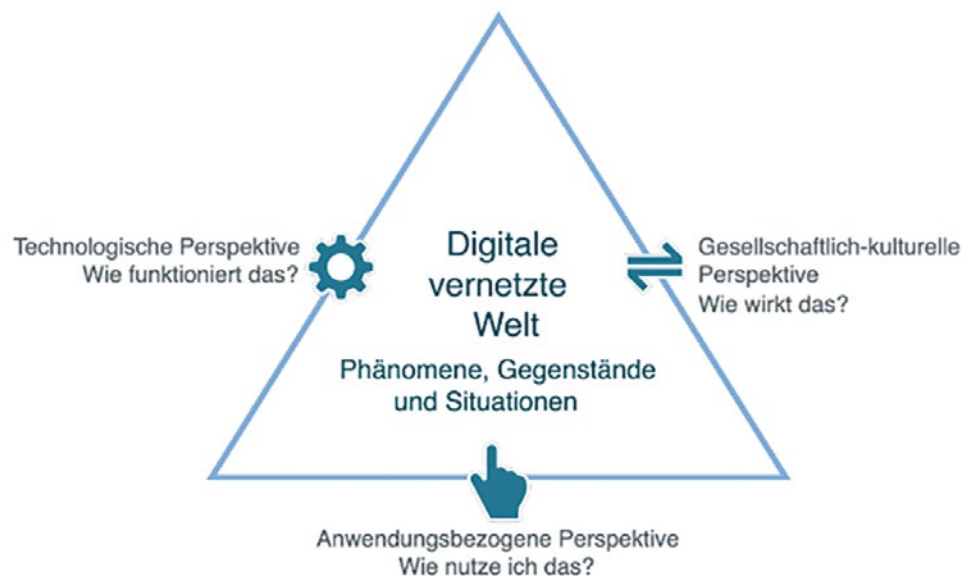 Technologische Perspektive
Wie funktioniert das?
Digitale
vernetzte
Welt
Phänomene, Gegenstände
und Situationen
Gesellschaftlich-kulturelle
Perspektive
Wie wirkt das?
Anwendungsbezogene Perspektive
Wie nutze ich das?